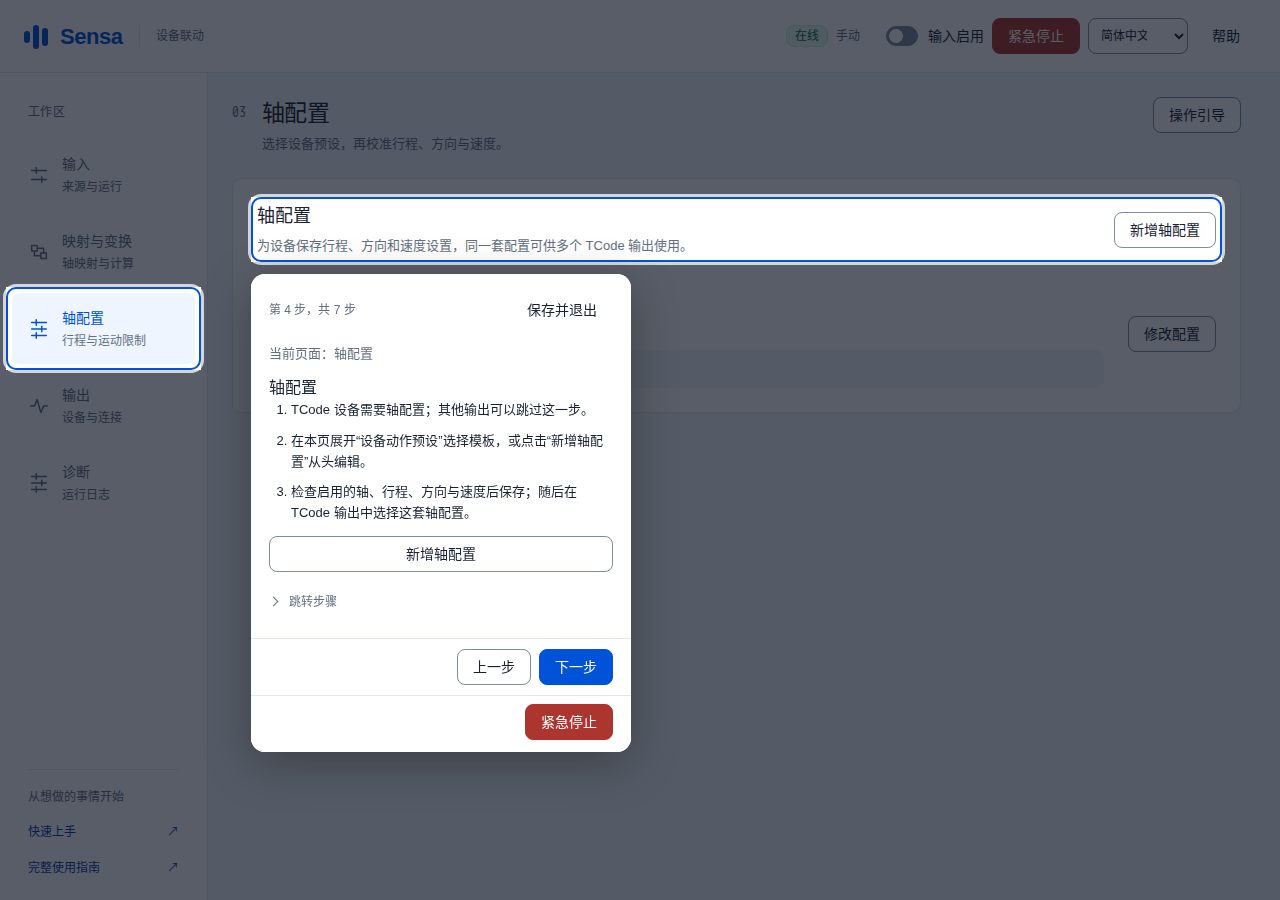 Sensa
设备联动
在线
手动
输入启用
紧急停止
简体中文
帮助
工作区
输入
来源与运行
映射与变换
轴映射与计算
轴配置
行程与运动限制
输出
设备与连接
诊断
运行日志
从想做的事情开始
快速上手 ↗
完整使用指南 ↗
03 轴配置
选择设备预设，再校准行程、方向与速度。
操作引导
轴配置
为设备保存行程、方向和速度设置，同一套配置可供多个 TCode 输出使用。
新增轴配置
修改配置
第 4 步，共 7 步
保存并退出
当前页面：轴配置
轴配置
1. TCode 设备需要轴配置；其他输出可以跳过这一步。
2. 在本页展开“设备动作预设”选择模板，或点击“新增轴配
置”从头编辑。
3. 检查启用的轴、行程、方向与速度后保存；随后在
TCode 输出中选择这套轴配置。
新增轴配置
跳转步骤
上一步
下一步
紧急停止